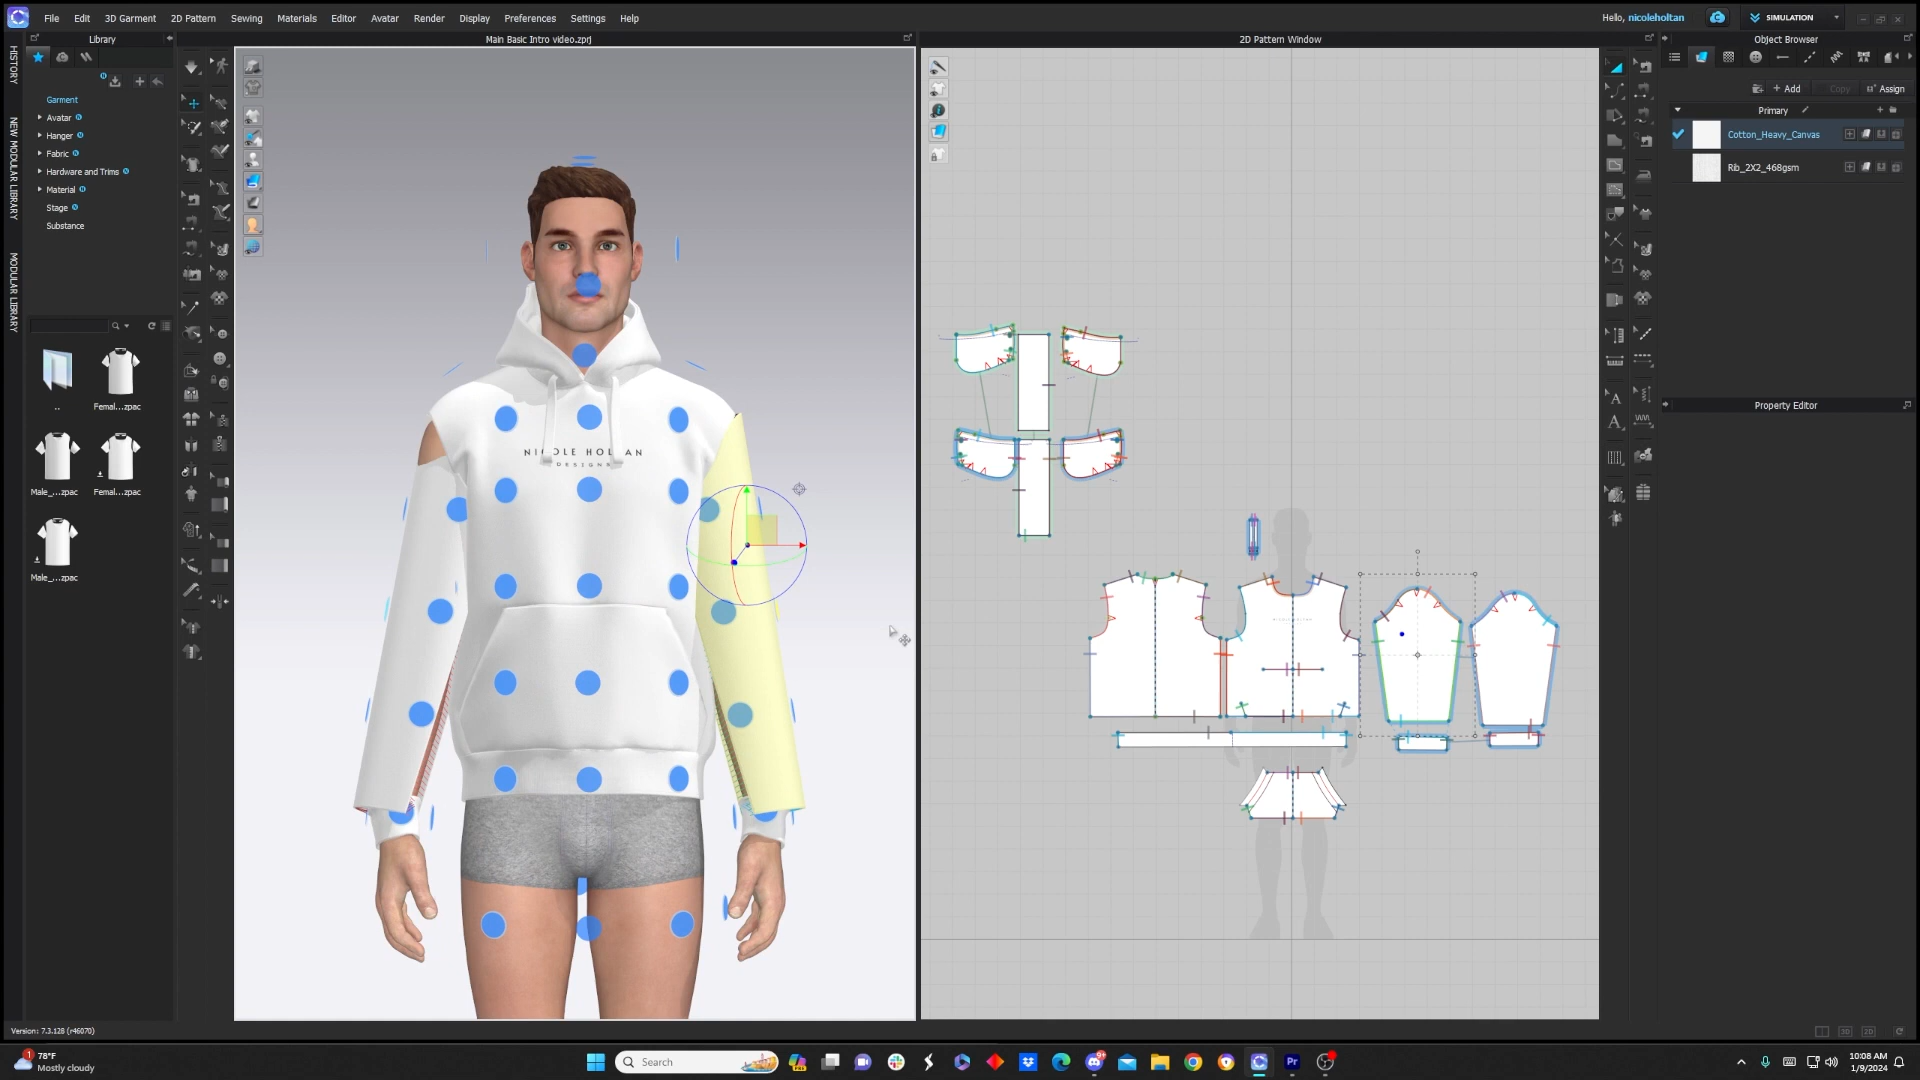 File Edit 3D Garment 2D Pattern Sewing Materials Editor Avatar Render Display Preferences Settings Help
Hello, nicoleholtan
SIMULATION
Library
Main Basic Intro video.zprj
2D Pattern Window
Object Browser
HISTORY
NEW MODULAR LIBRARY
MODULAR LIBRARY
Garment
Avatar
Hanger
Fabric
Hardware and Trims
Material
Stage
Substance
..
Femal...zpac
Male_...zpac
Femal...zpac
Male_...zpac
+ Add
Copy
Assign
Primary
Cotton_Heavy_Canvas
Rib_2X2_468gsm
Property Editor
DESIGNS
Version: 7.3.128 (r46070)
78°F
Mostly cloudy
Search
10:08 AM
1/9/2024